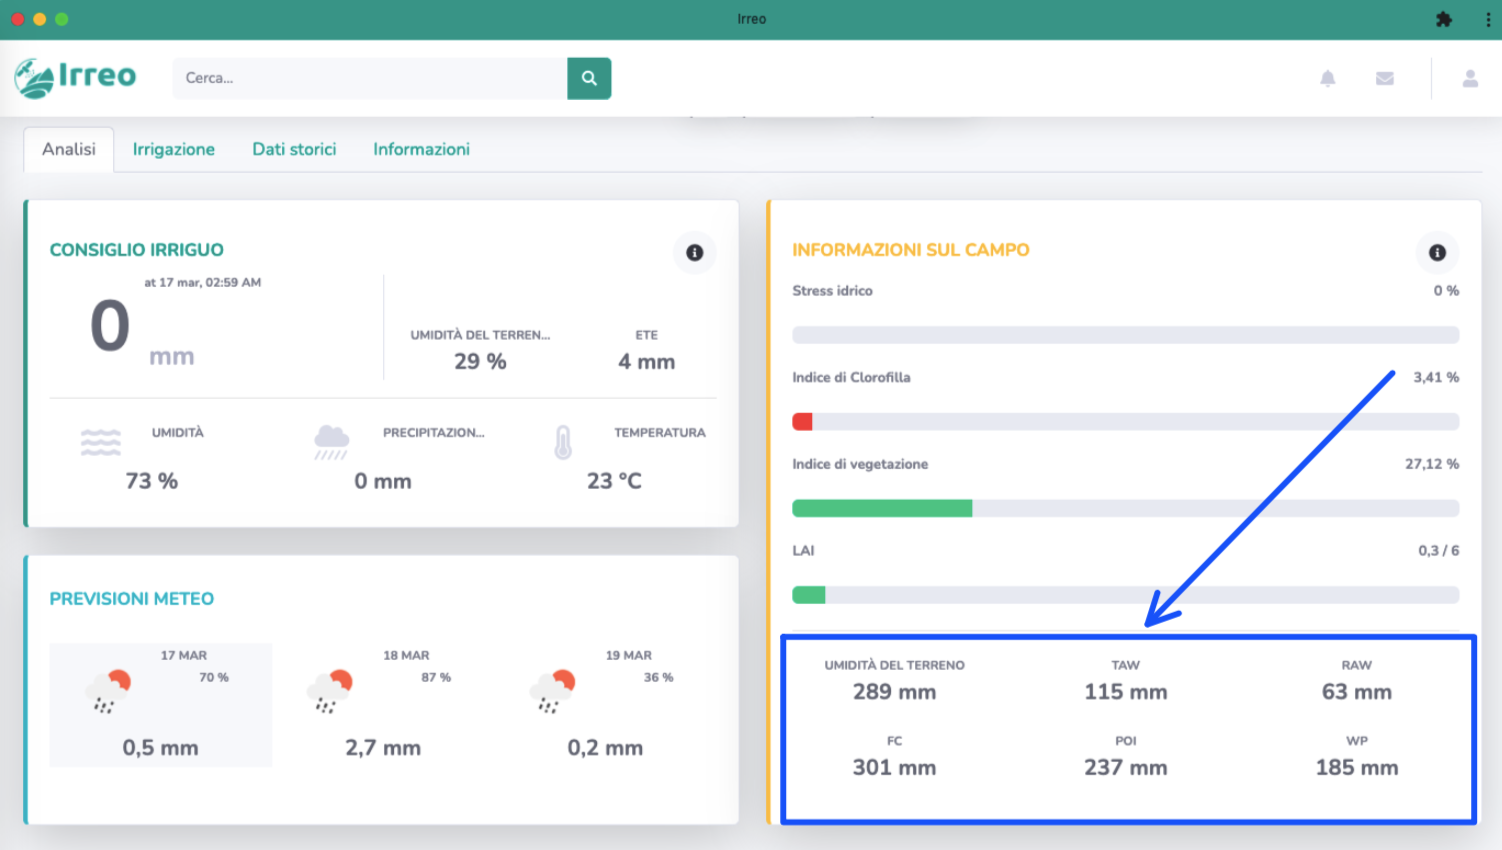 Irreo
Irreo
Cerca...
Analisi
Irrigazione
Dati storici
Informazioni
CONSIGLIO IRRIGUO
at 17 mar, 02:59 AM
0
mm
UMIDITÀ DEL TERREN...
29 %
ETE
4 mm
UMIDITÀ
73 %
PRECIPITAZION...
0 mm
TEMPERATURA
23 °C
PREVISIONI METEO
17 MAR
70 %
0,5 mm
18 MAR
87 %
2,7 mm
19 MAR
36 %
0,2 mm
INFORMAZIONI SUL CAMPO
Stress idrico
0 %
Indice di Clorofilla
3,41 %
Indice di vegetazione
27,12 %
LAI
0,3 / 6
UMIDITÀ DEL TERRENO
289 mm
TAW
115 mm
RAW
63 mm
FC
301 mm
POI
237 mm
WP
185 mm